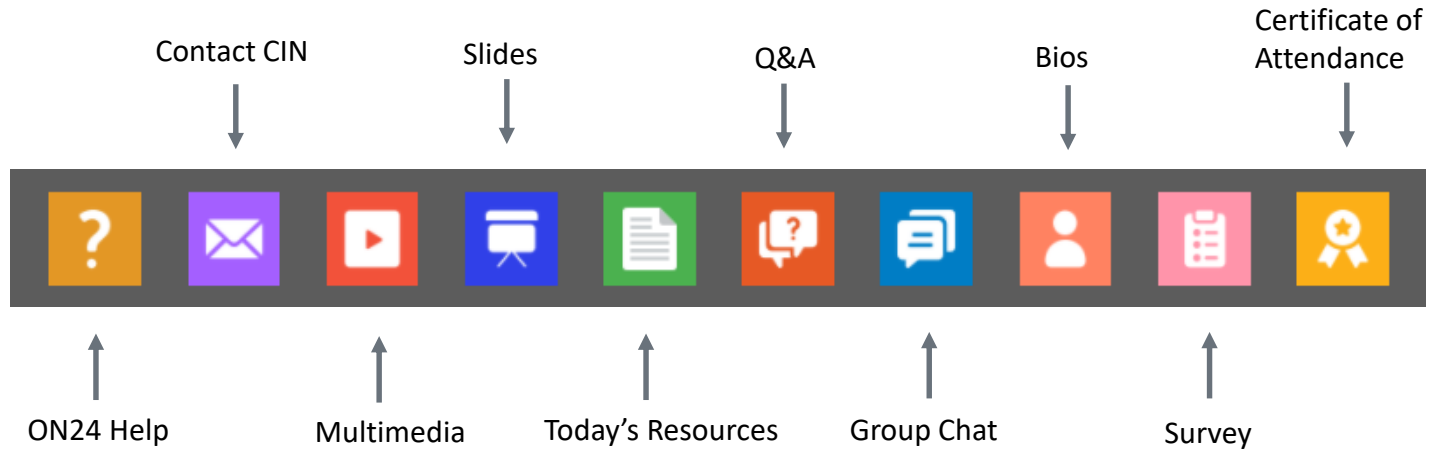 Certificate of
Attendance
Contact CIN
Slides
Q&A
Bios
?
?
ON24 Help
Multimedia
Today's Resources
Group Chat
Survey